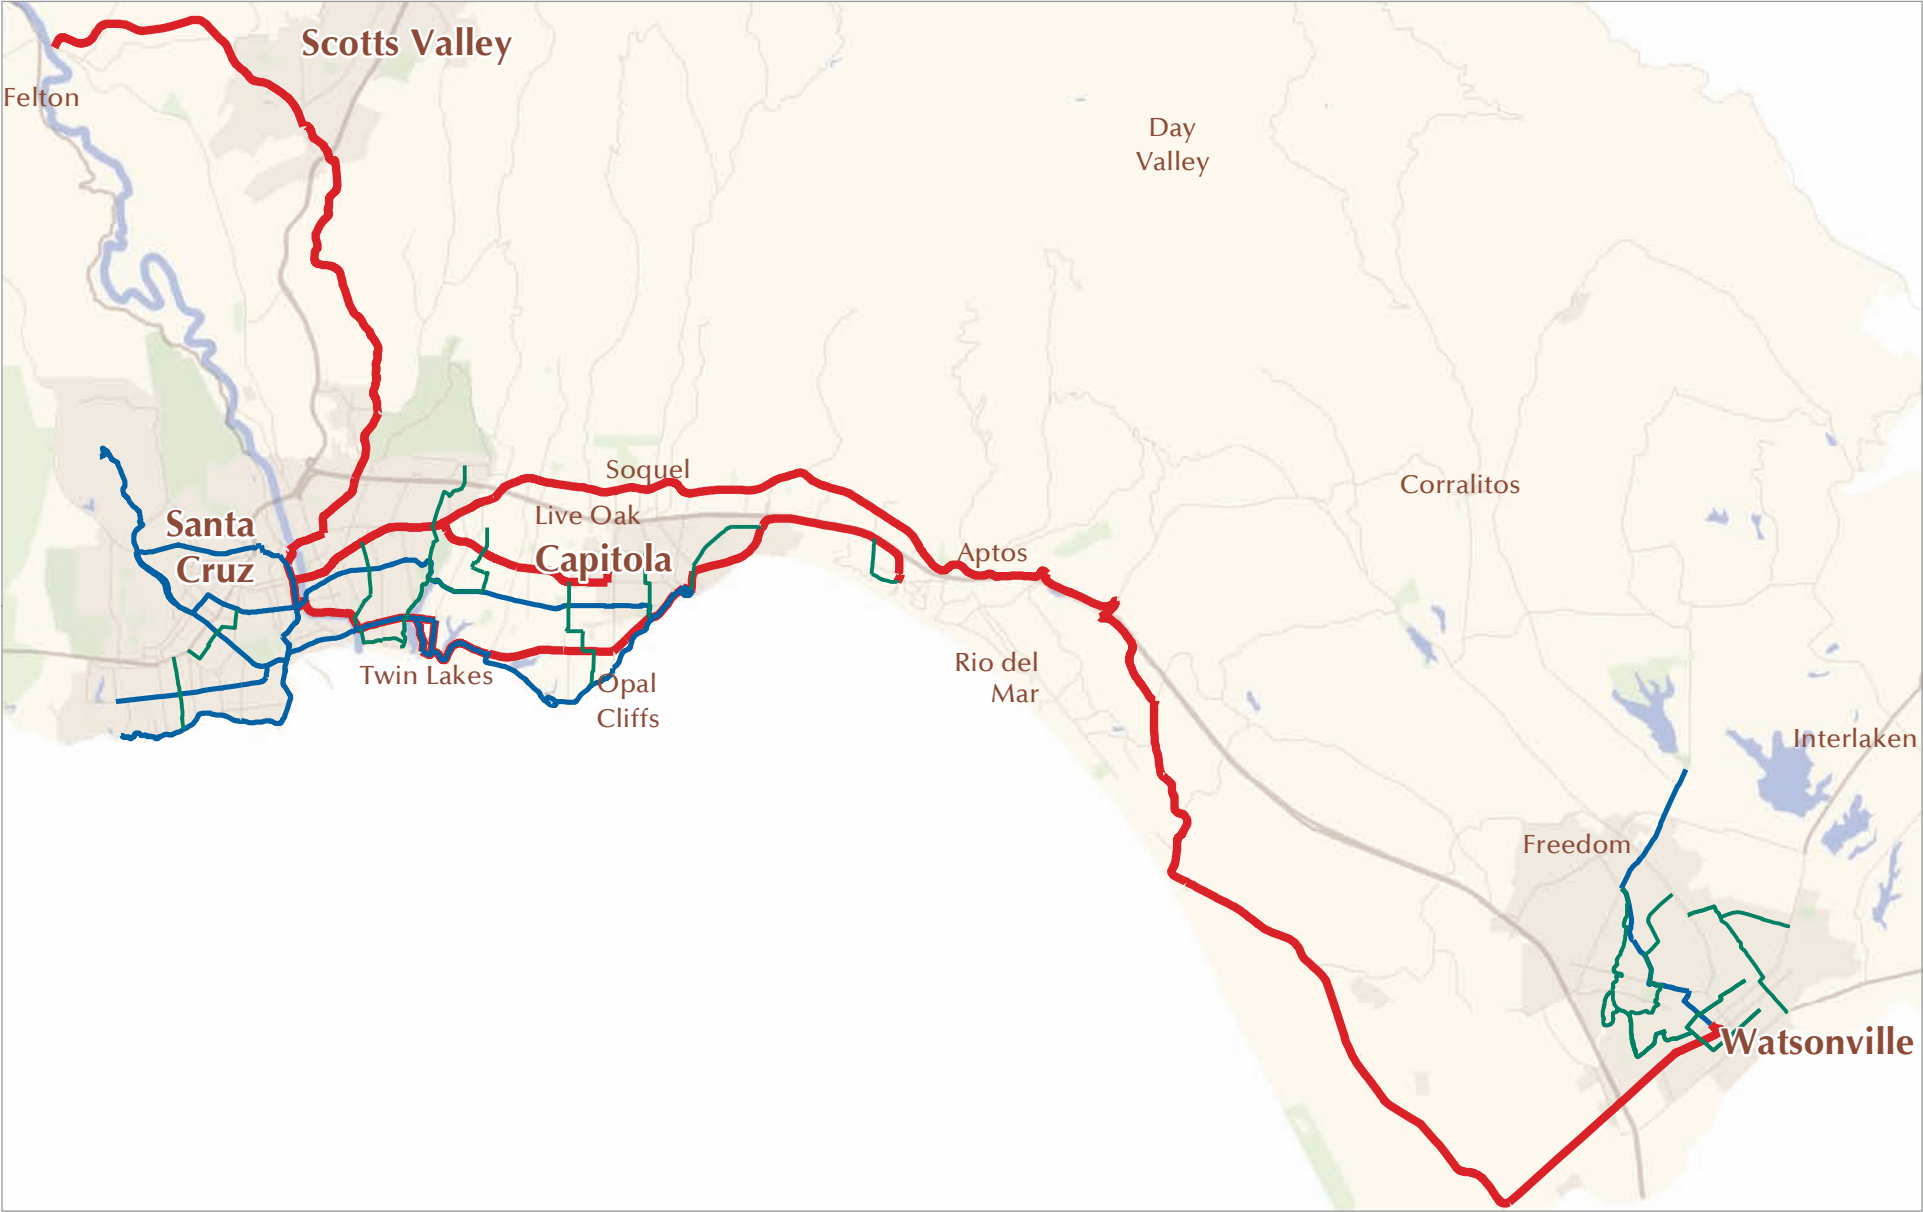 Scotts Valley
Felton
Day
Valley
Soquel
Corralitos
Live Oak
Santa
Cruz
Capitola
Aptos
Rio del
Mar
Twin Lakes
Opal
Cliffs
Interlaken
Freedom
Watsonville